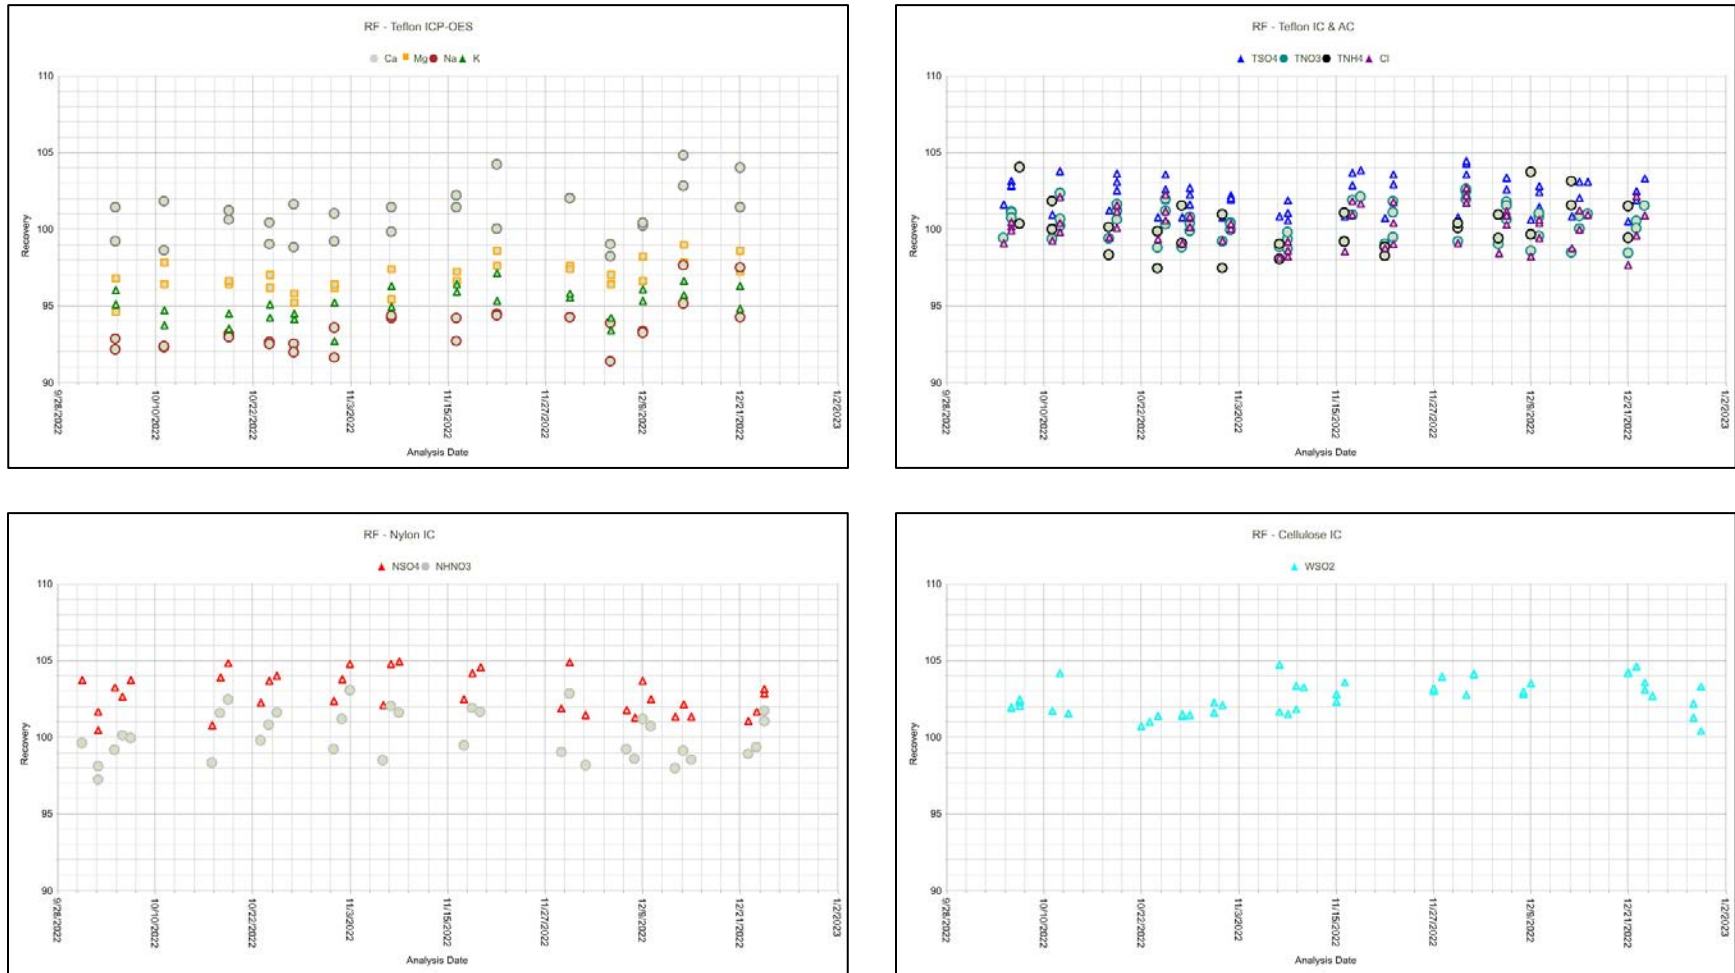 RF - Teflon ICP-OES
Ca Mg Na K
110
105
100
95
90
Recovery
9/28/2022 10/10/2022 10/22/2022 11/3/2022 11/15/2022 11/27/2022 12/9/2022 12/21/2022 1/2/2023
Analysis Date
RF - Teflon IC & AC
TSO4 TNO3 TNH4 Cl
110
105
100
95
90
Recovery
9/28/2022 10/10/2022 10/22/2022 11/3/2022 11/15/2022 11/27/2022 12/9/2022 12/21/2022 1/2/2023
Analysis Date
RF - Nylon IC
NSO4 NHNO3
110
105
100
95
90
Recovery
9/28/2022 10/10/2022 10/22/2022 11/3/2022 11/15/2022 11/27/2022 12/9/2022 12/21/2022 1/2/2023
Analysis Date
RF - Cellulose IC
WSO2
110
105
100
95
90
Recovery
9/28/2022 10/10/2022 10/22/2022 11/3/2022 11/15/2022 11/27/2022 12/9/2022 12/21/2022 1/2/2023
Analysis Date